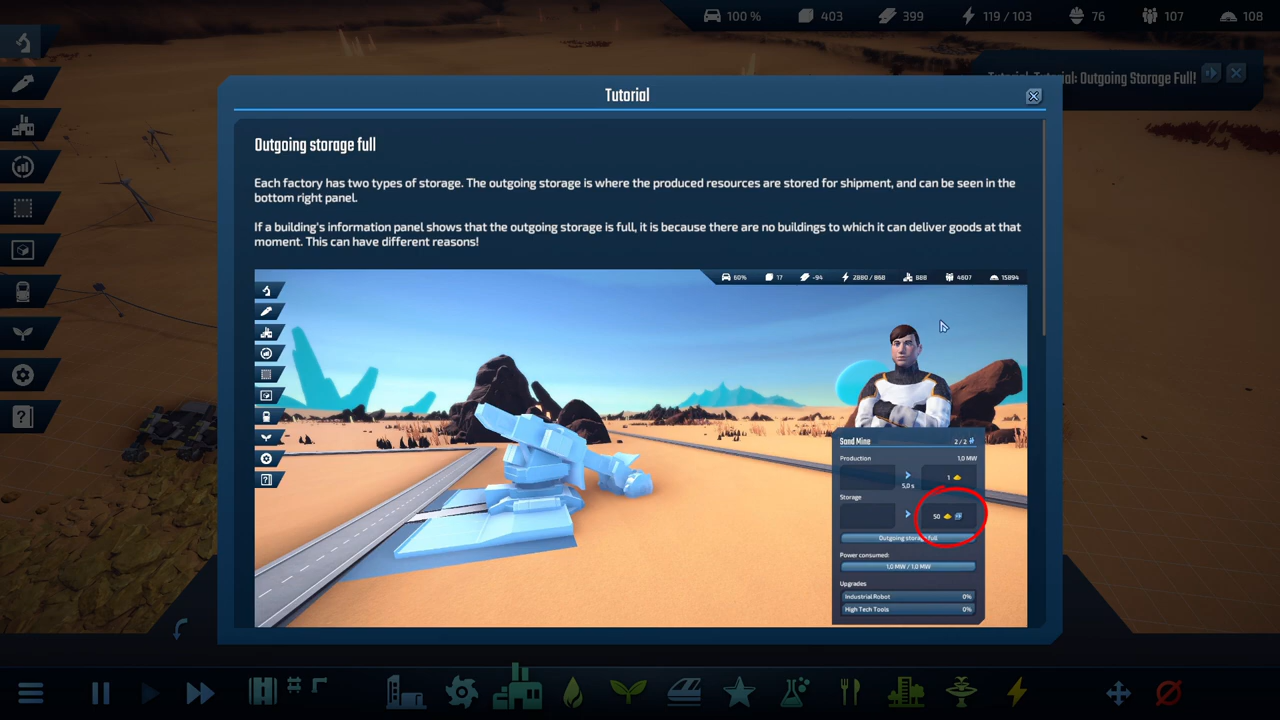 100 %
403
399
119 / 103
76
107
108
Tutorial: Outgoing Storage Full!
Tutorial
Outgoing storage full
Each factory has two types of storage. The outgoing storage is where the produced resources are stored for shipment, and can be seen in the
bottom right panel.
If a building's information panel shows that the outgoing storage is full, it is because there are no buildings to which it can deliver goods at that
moment. This can have different reasons!
60%
17
-94
2880 / 868
888
4607
15894
Sand Mine
2 / 2
Production
1,0 MW
1
5,0 s
Storage
50
Outgoing storage full
Power consumed:
1,0 MW / 1,0 MW
Upgrades
Industrial Robot
0%
High Tech Tools
0%